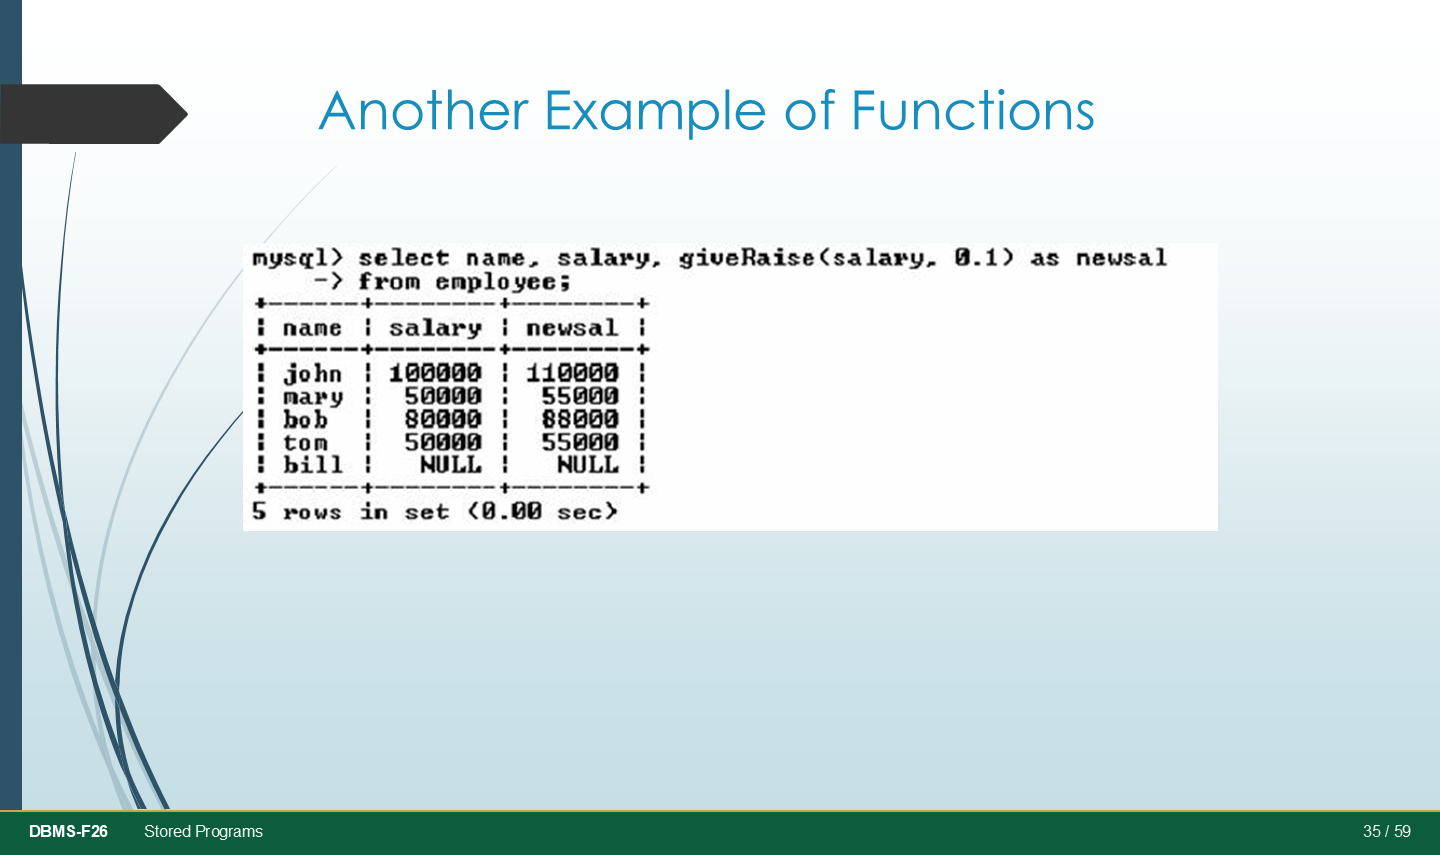 Another Example of Functions
mysql> select name, salary, giveRaise(salary, 0.1) as newsal
    -> from employee;
+------+--------+--------+
| name | salary | newsal |
+------+--------+--------+
| john | 100000 | 110000 |
| mary |  50000 |  55000 |
| bob  |  80000 |  88000 |
| tom  |  50000 |  55000 |
| bill |   NULL |   NULL |
+------+--------+--------+
5 rows in set (0.00 sec)
DBMS-F26 Stored Programs 35 / 59